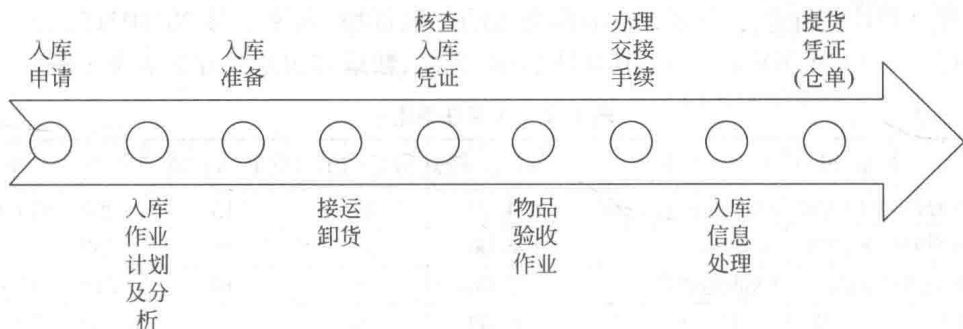 入库
申请
入库
准备
核查
入库
凭证
办理
交接
手续
提货
凭证
(仓单)
入库
作业
计划
及分
析
接运
卸货
物品
验收
作业
入库
信息
处理